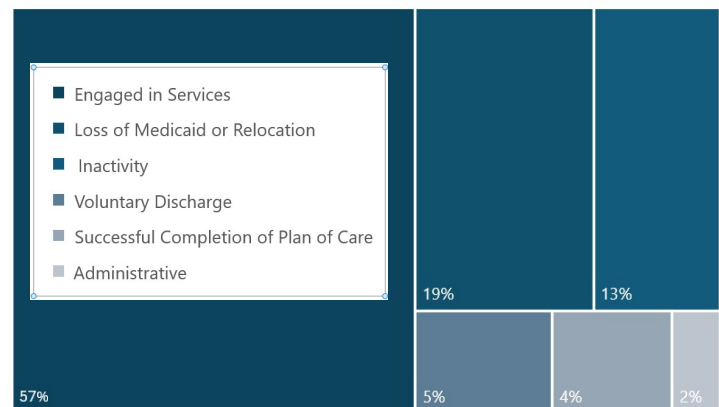 Engaged in Services
Loss of Medicaid or Relocation
Inactivity
Voluntary Discharge
Successful Completion of Plan of Care
Administrative
19%
13%
57%
5%
4%
2%